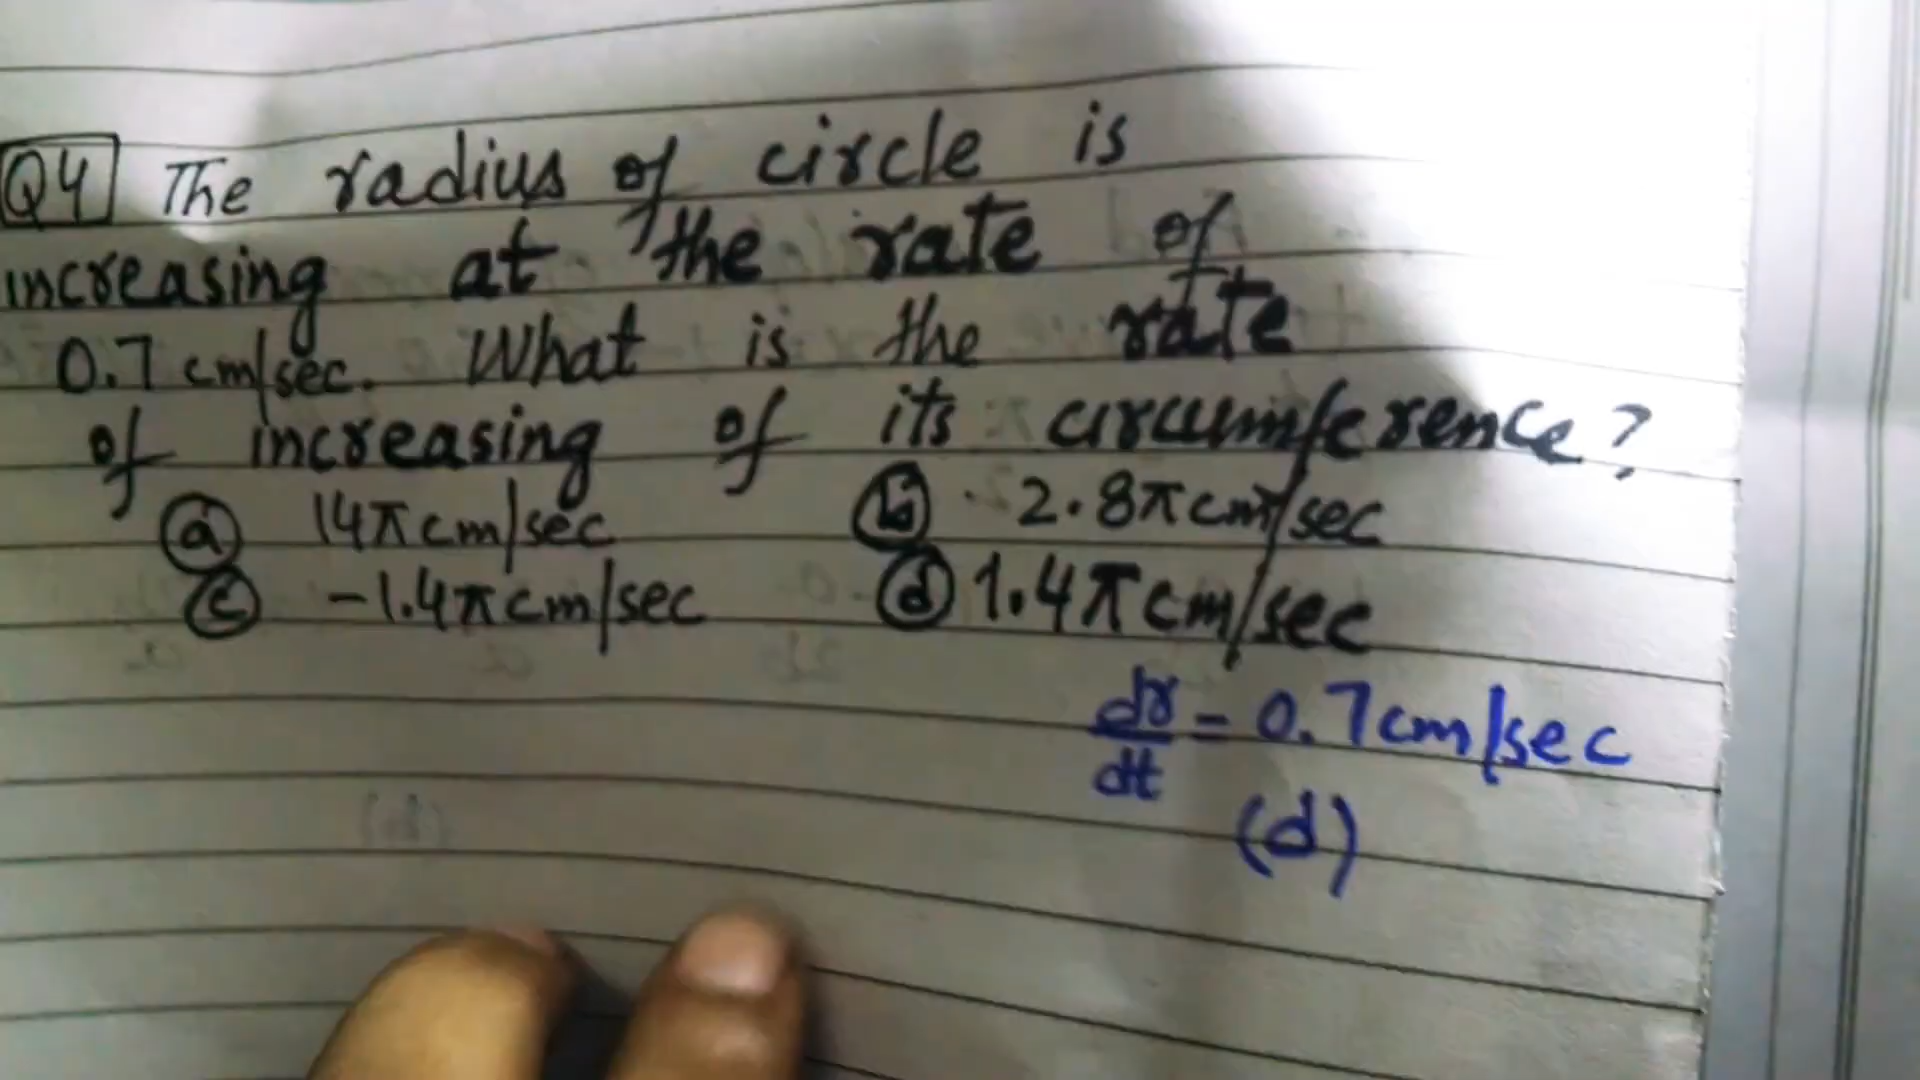 Q4 The radius of circle is
increasing at the rate of
0.7 cm/sec. What is the rate
of increasing of its circumference?
(a) 14π cm/sec (b) 2.8π cm/sec
(c) -1.4π cm/sec (d) 1.4π cm/sec
dr/dt = 0.7 cm/sec
(d)